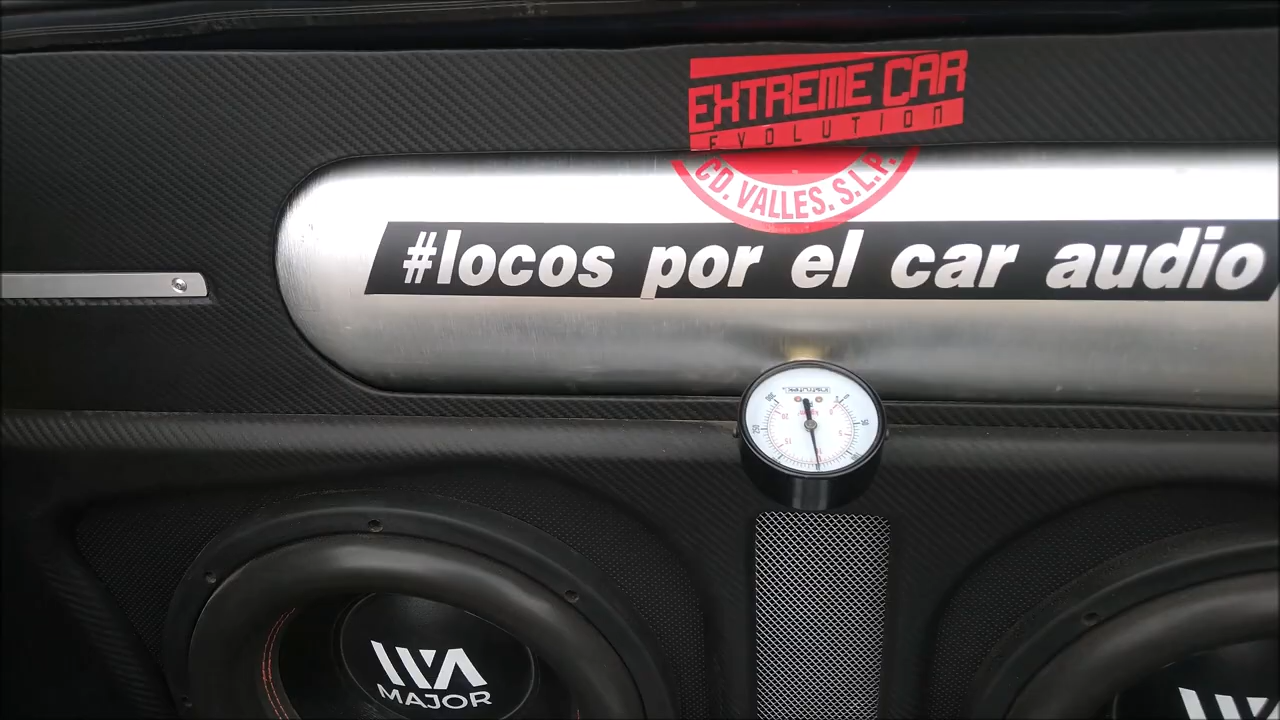 EXTREME CAR
EVOLUTION
CD. VALLES. S.L.P.
#locos por el car audio
MAJOR